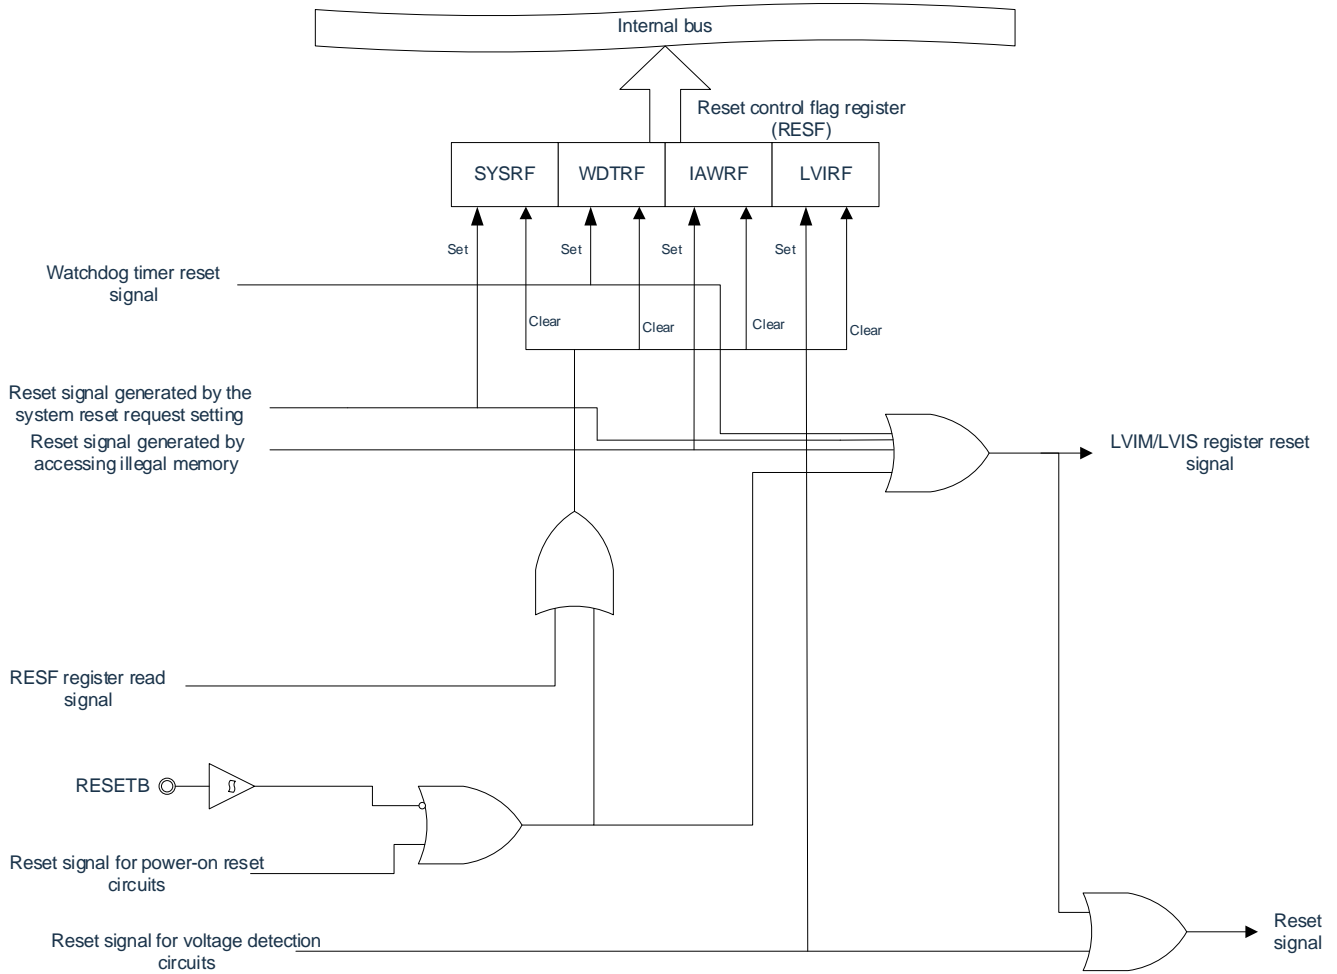 Internal bus
Reset control flag register
(RESF)
SYSRF
WDTRF
IAWRF
LVIRF
Set
Set
Set
Set
Watchdog timer reset
signal
Clear
Clear
Clear
Clear
Reset signal generated by the
system reset request setting
Reset signal generated by
accessing illegal memory
LVIM/LVIS register reset
signal
RESF register read
signal
RESETB
Reset signal for power-on reset
circuits
Reset signal for voltage detection
circuits
Reset
signal